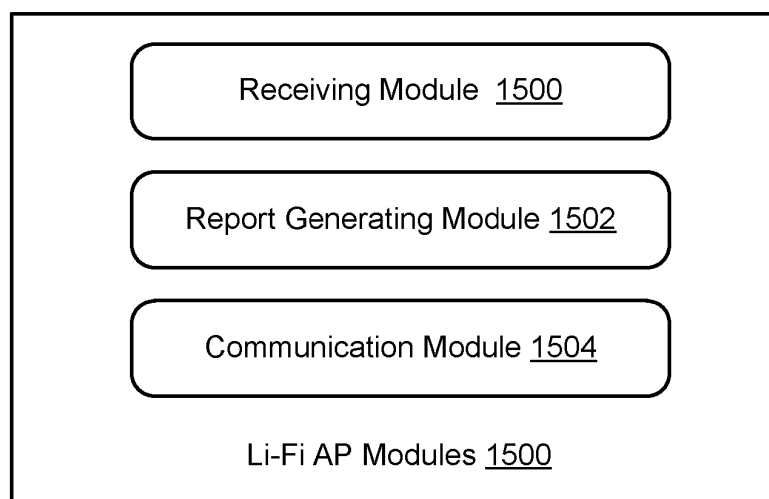 Receiving Module 1500
Report Generating Module 1502
Communication Module 1504
Li-Fi AP Modules 1500